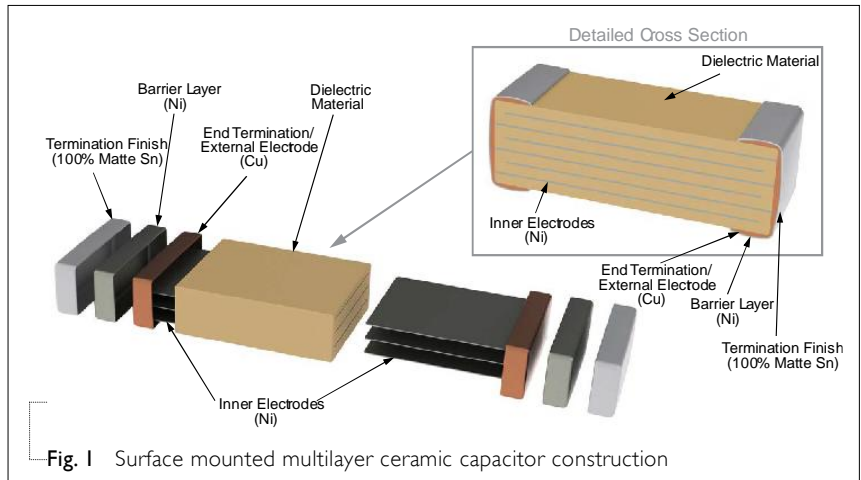 Detailed Cross Section
Dielectric Material
Barrier Layer
(Ni)
Dielectric
Material
Termination Finish
(100% Matte Sn)
End Termination/
External Electrode
(Cu)
Inner Electrodes
(Ni)
End Termination/
External Electrode
(Cu)
Barrier Layer
(Ni)
Termination Finish
(100% Matte Sn)
Inner Electrodes
(Ni)
Fig. 1 Surface mounted multilayer ceramic capacitor construction